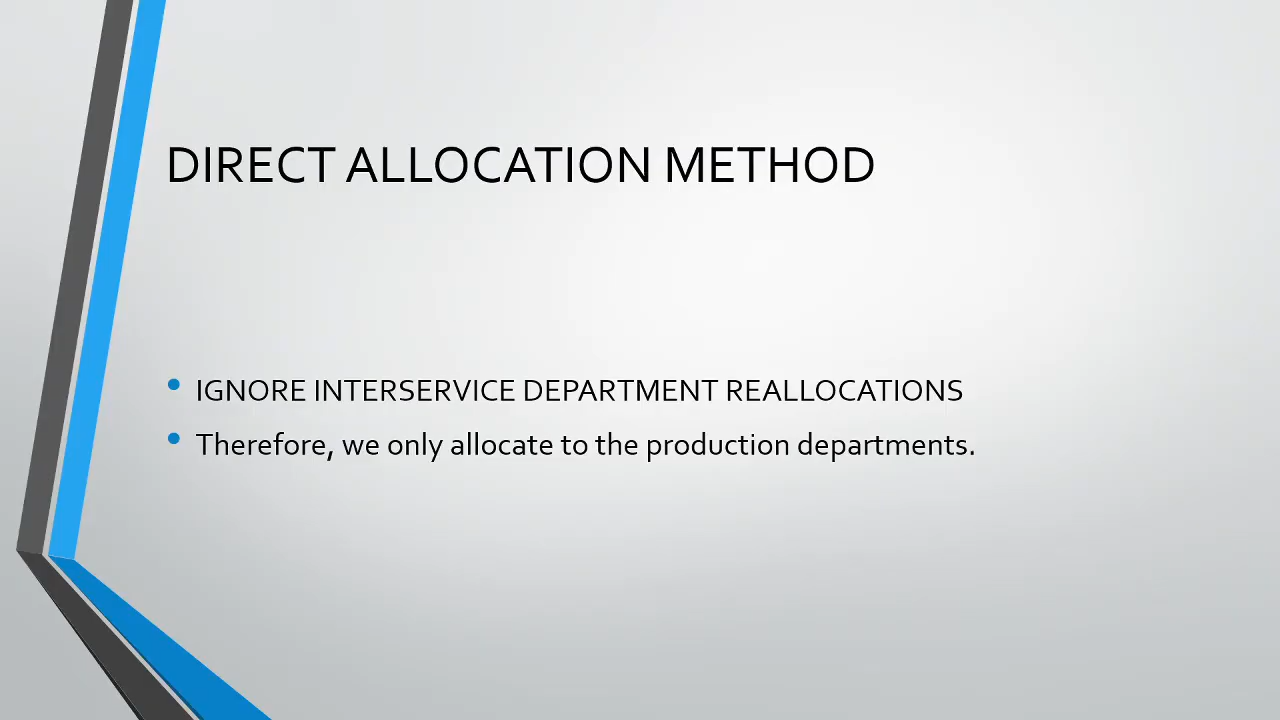 DIRECT ALLOCATION METHOD
• IGNORE INTERSERVICE DEPARTMENT REALLOCATIONS
• Therefore, we only allocate to the production departments.